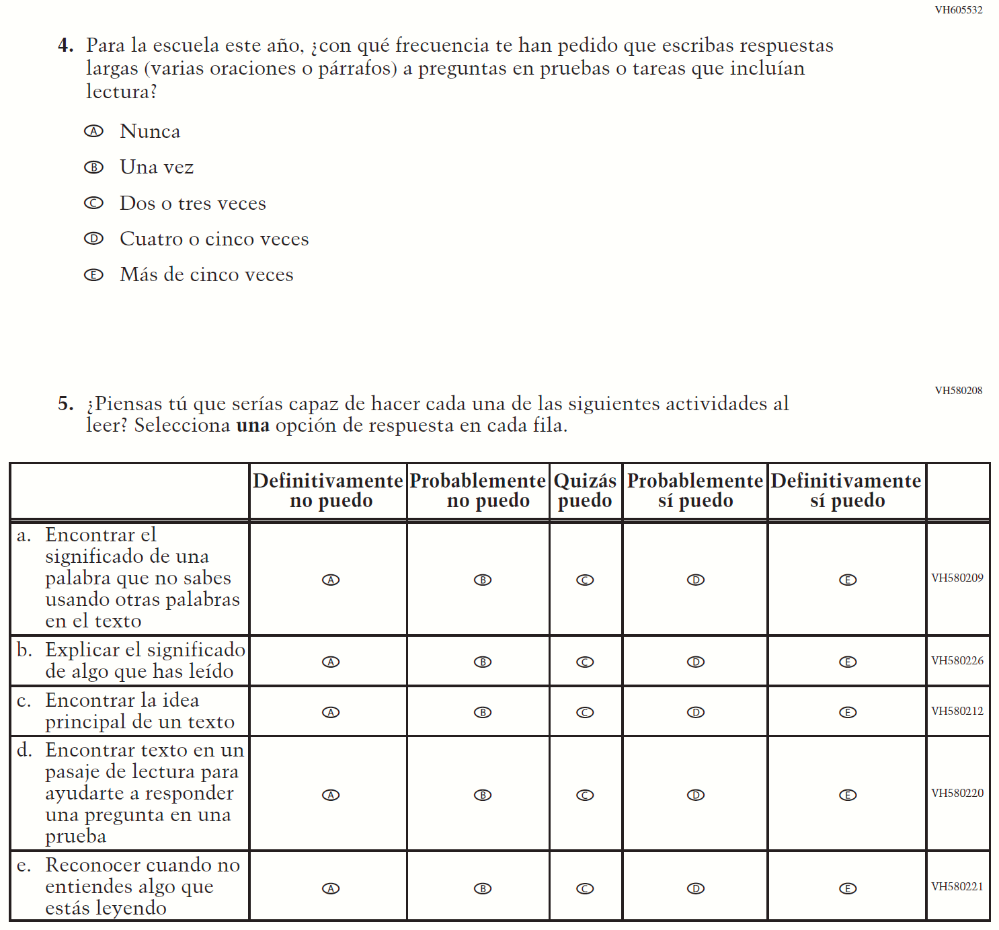 VH605532
4. Para la escuela este año, ¿con qué frecuencia te han pedido que escribas respuestas
largas (varias oraciones o párrafos) a preguntas en pruebas o tareas que incluían
lectura?
A Nunca
B Una vez
C Dos o tres veces
D Cuatro o cinco veces
E Más de cinco veces
VH580208
5. ¿Piensas tú que serías capaz de hacer cada una de las siguientes actividades al
leer? Selecciona una opción de respuesta en cada fila.
Definitivamente Probablemente Quizás Probablemente Definitivamente
no puedo no puedo puedo sí puedo sí puedo
a. Encontrar el
significado de una
palabra que no sabes
usando otras palabras
en el texto
A B C D E VH580209
b. Explicar el significado
de algo que has leído
A B C D E VH580226
c. Encontrar la idea
principal de un texto
A B C D E VH580212
d. Encontrar texto en un
pasaje de lectura para
ayudarte a responder
una pregunta en una
prueba
A B C D E VH580220
e. Reconocer cuando no
entiendes algo que
estás leyendo
A B C D E VH580221